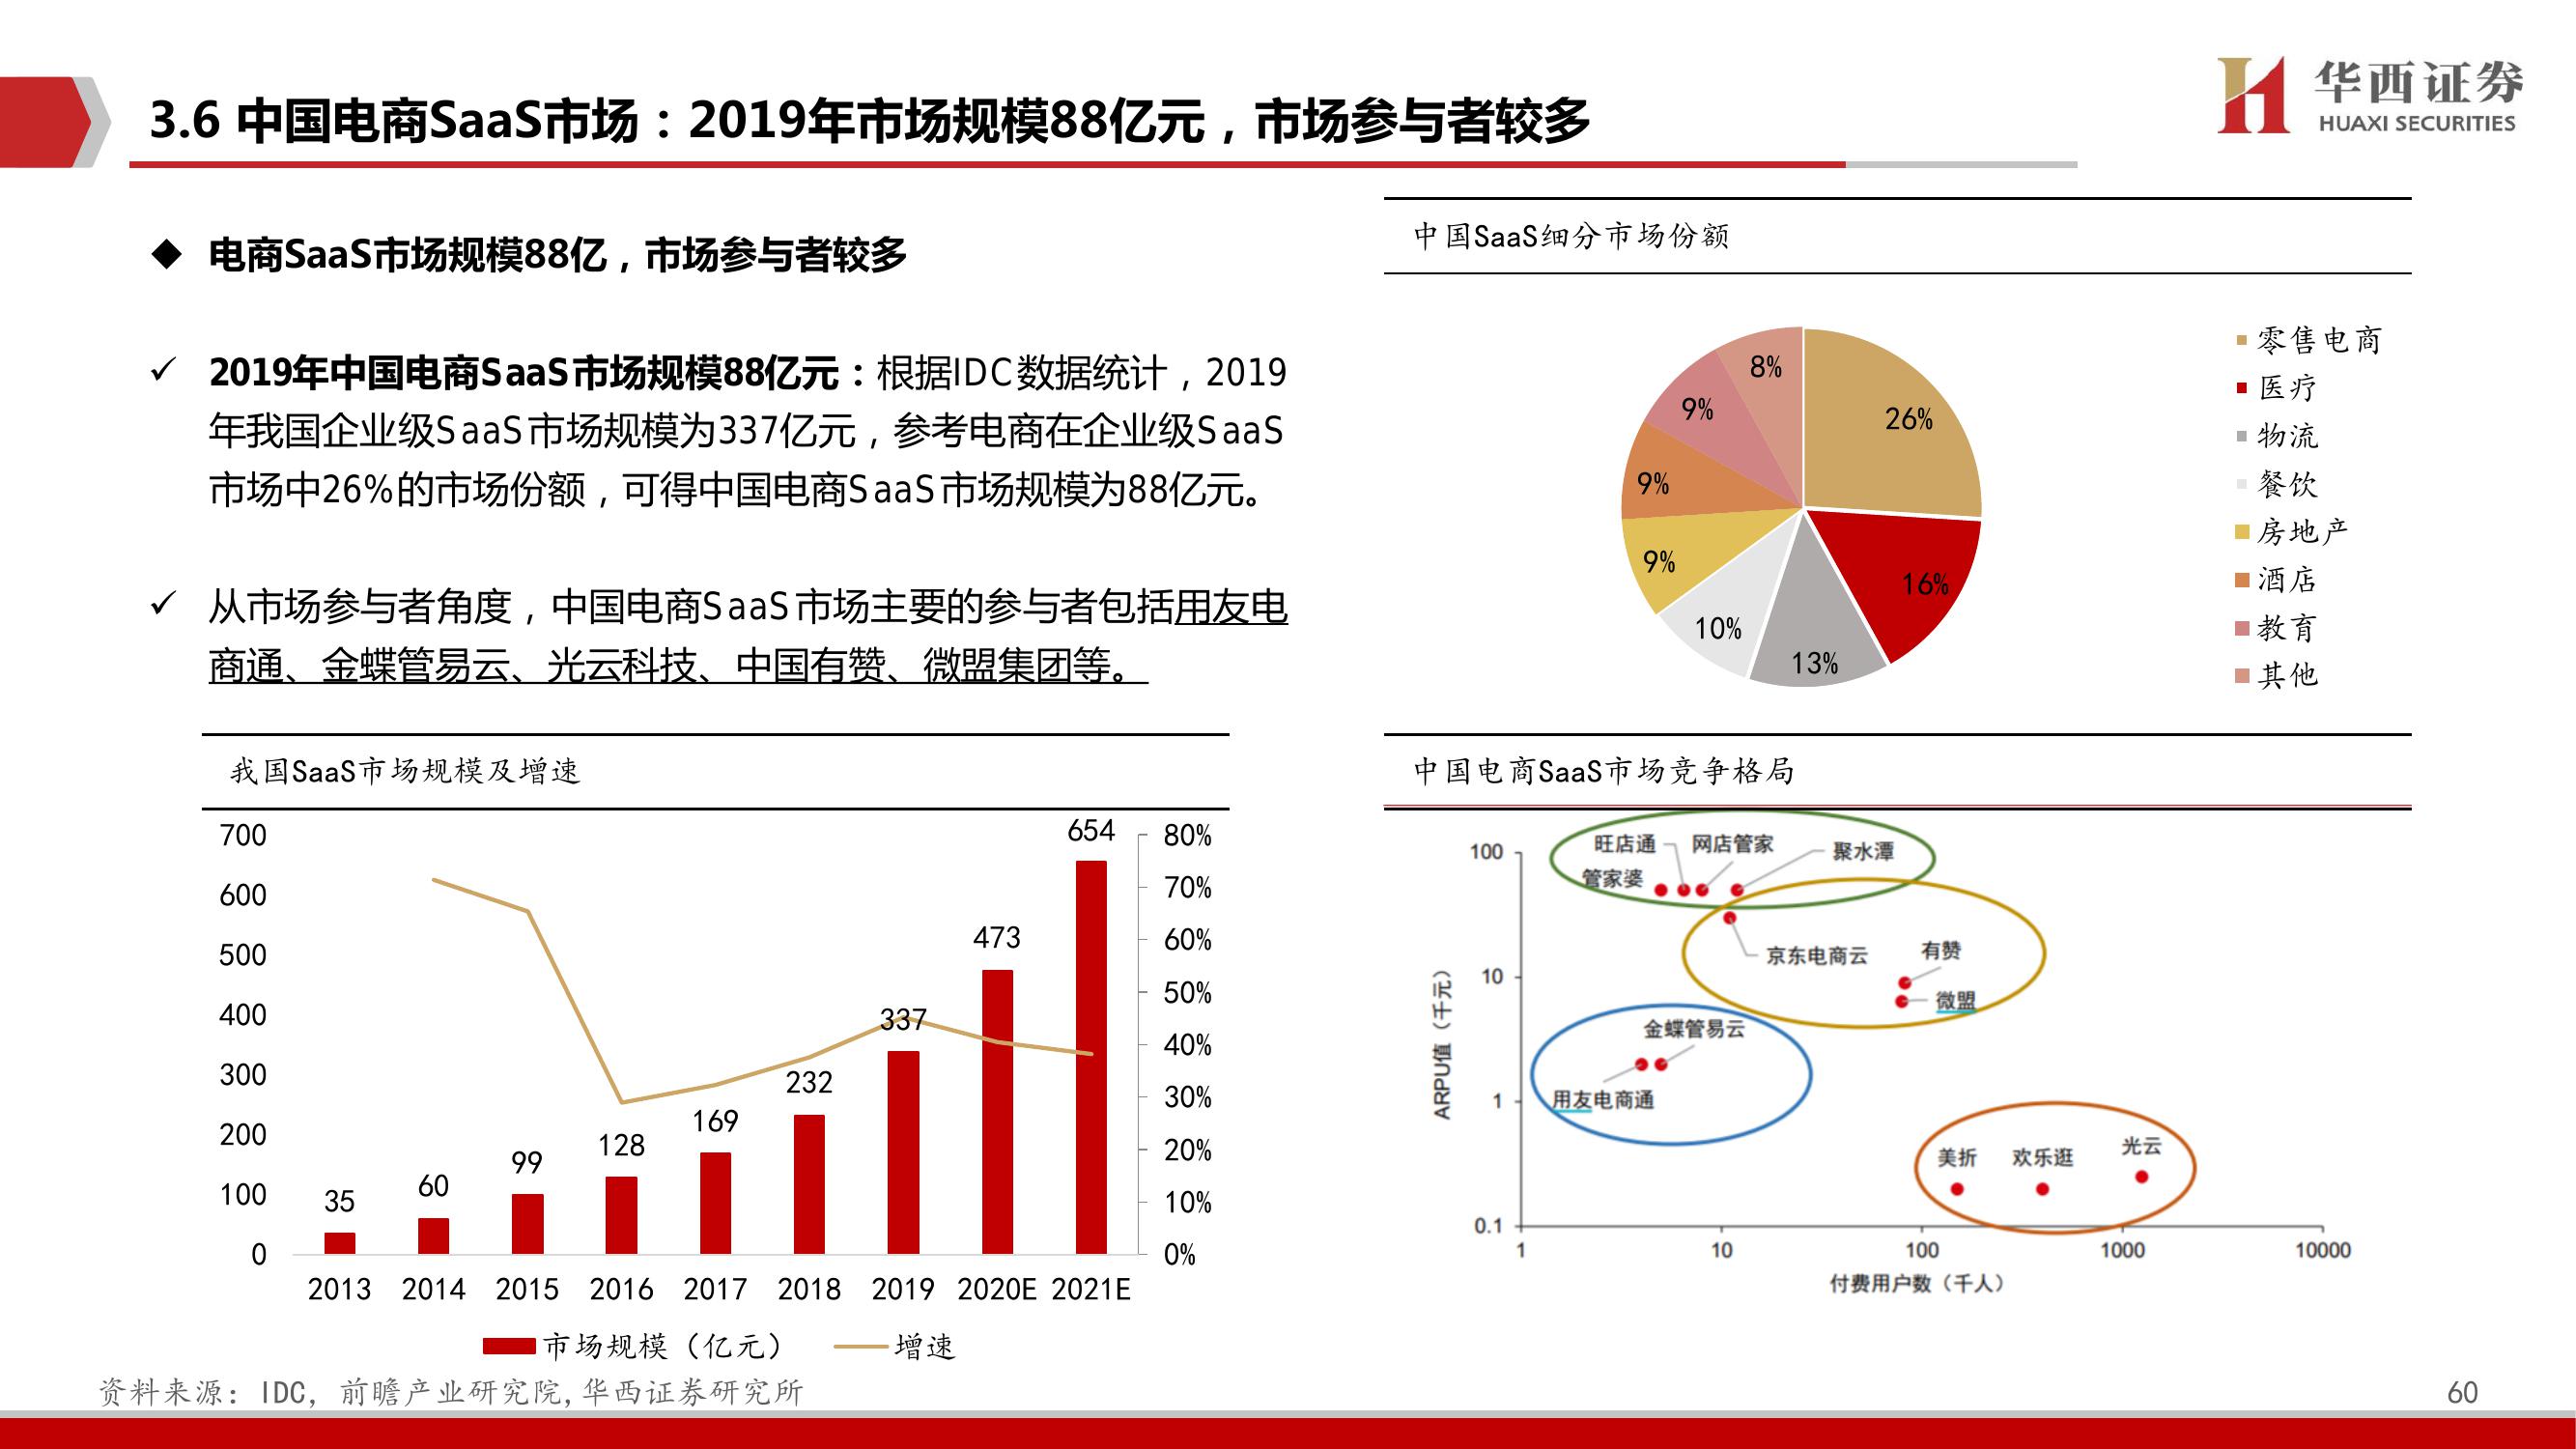 3.6 中国电商SaaS市场：2019年市场规模88亿元，市场参与者较多
华西证券
HUAXI SECURITIES
◆ 电商SaaS市场规模88亿，市场参与者较多
✓ 2019年中国电商SaaS市场规模88亿元：根据IDC数据统计，2019
年我国企业级SaaS市场规模为337亿元，参考电商在企业级SaaS
市场中26%的市场份额，可得中国电商SaaS市场规模为88亿元。
✓ 从市场参与者角度，中国电商SaaS市场主要的参与者包括用友电
商通、金蝶管易云、光云科技、中国有赞、微盟集团等。
中国SaaS细分市场份额
26%
16%
13%
10%
9%
9%
9%
8%
零售电商
医疗
物流
餐饮
房地产
酒店
教育
其他
我国SaaS市场规模及增速
700
600
500
400
300
200
100
0
80%
70%
60%
50%
40%
30%
20%
10%
0%
35
60
99
128
169
232
337
473
654
2013 2014 2015 2016 2017 2018 2019 2020E 2021E
市场规模（亿元） 增速
中国电商SaaS市场竞争格局
ARPU值（千元）
100
10
1
0.1
旺店通 网店管家 聚水潭
管家婆
京东电商云 有赞
微盟
金蝶管易云
用友电商通
美折 欢乐逛 光云
1 10 100 1000 10000
付费用户数（千人）
资料来源：IDC，前瞻产业研究院,华西证券研究所
60